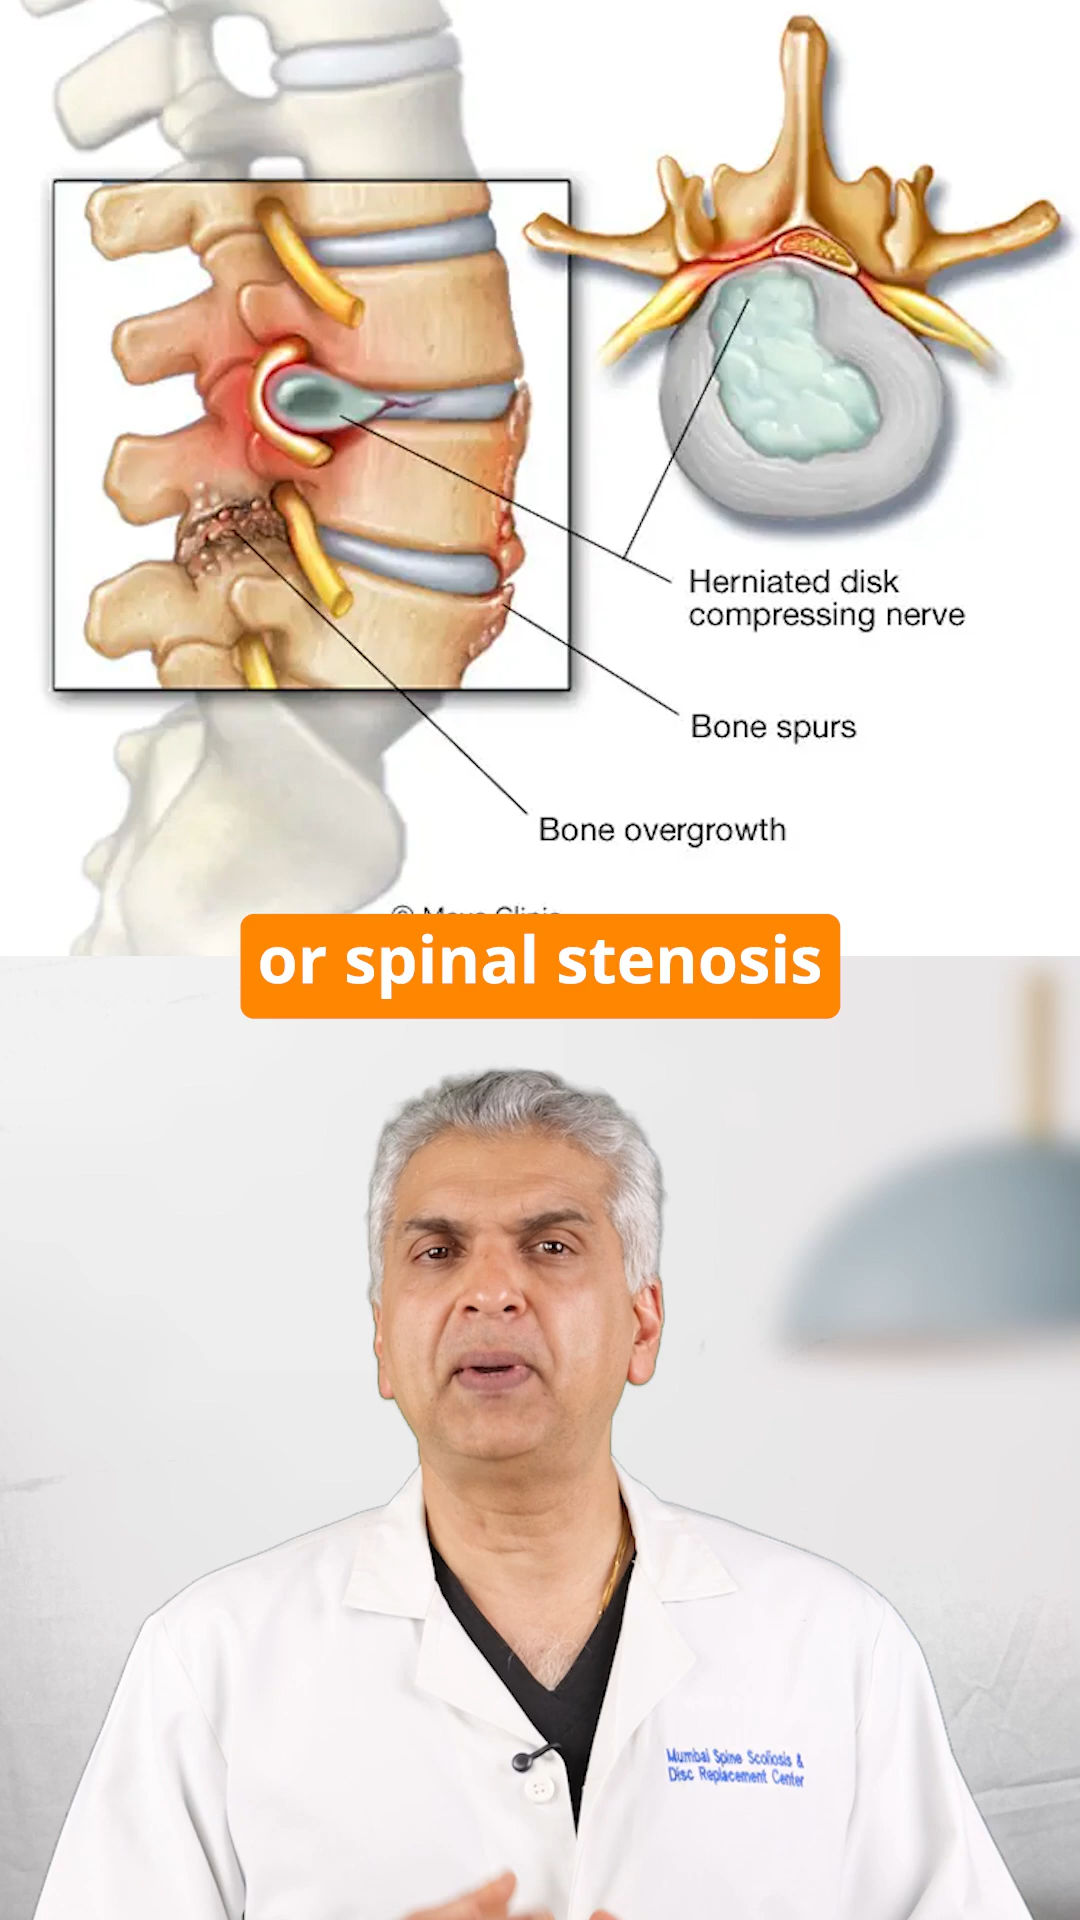 Herniated disk
compressing nerve
Bone spurs
Bone overgrowth
or spinal stenosis
Mumbai Spine Scoliosis &
Disc Replacement Center